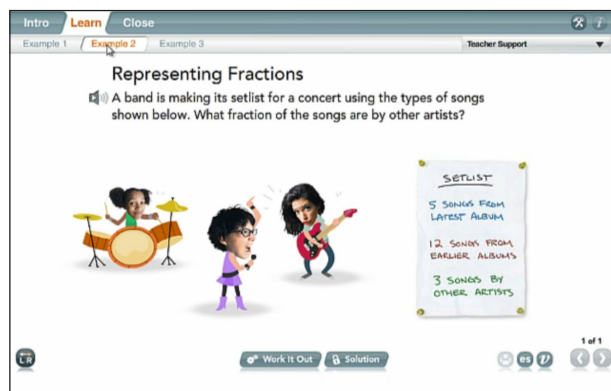 Intro Learn Close
Example 1 Example 2 Example 3 Teacher Support
Representing Fractions
A band is making its setlist for a concert using the types of songs
shown below. What fraction of the songs are by other artists?
SETLIST
5 SONGS FROM
LATEST ALBUM
12 SONGS FROM
EARLIER ALBUMS
3 SONGS BY
OTHER ARTISTS
1 of 1
LR Work It Out Solution es